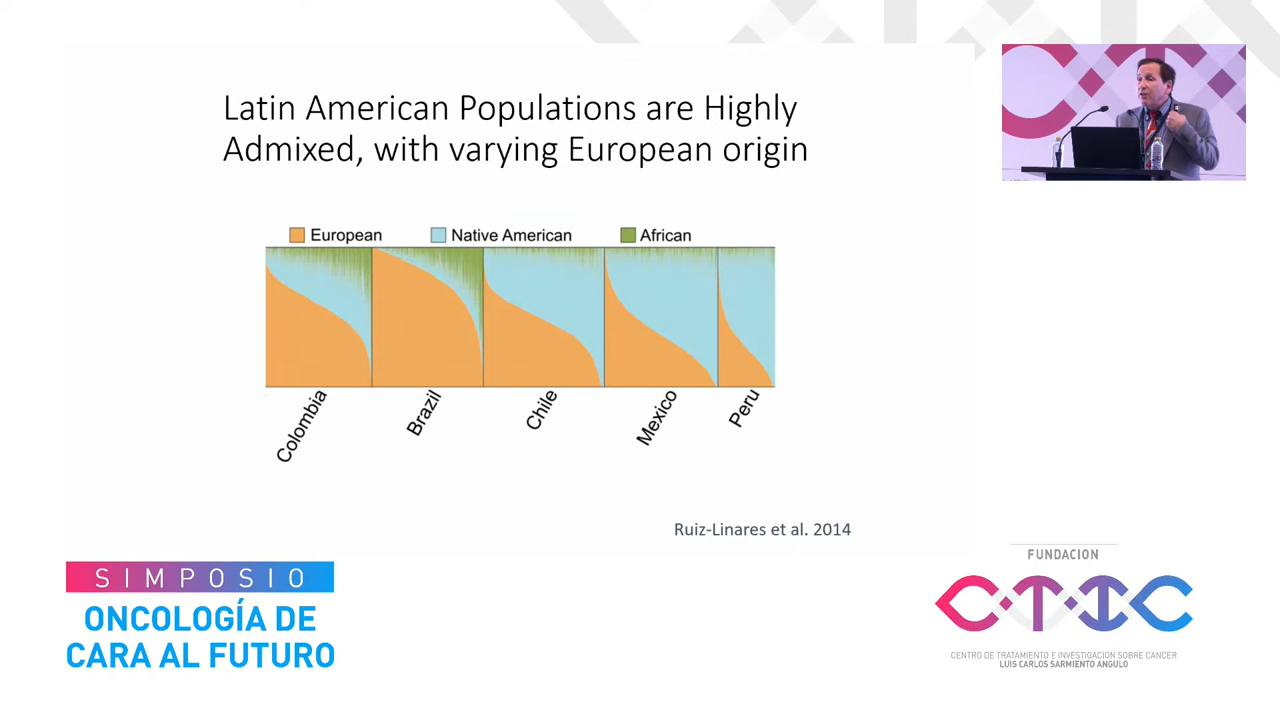 Latin American Populations are Highly
Admixed, with varying European origin
European
Native American
African
Colombia
Brazil
Chile
Mexico
Peru
Ruiz-Linares et al. 2014
SIMPOSIO
ONCOLOGÍA DE
CARA AL FUTURO
FUNDACION
CTIC
CENTRO DE TRATAMIENTO E INVESTIGACION SOBRE CANCER
LUIS CARLOS SARMIENTO ANGULO